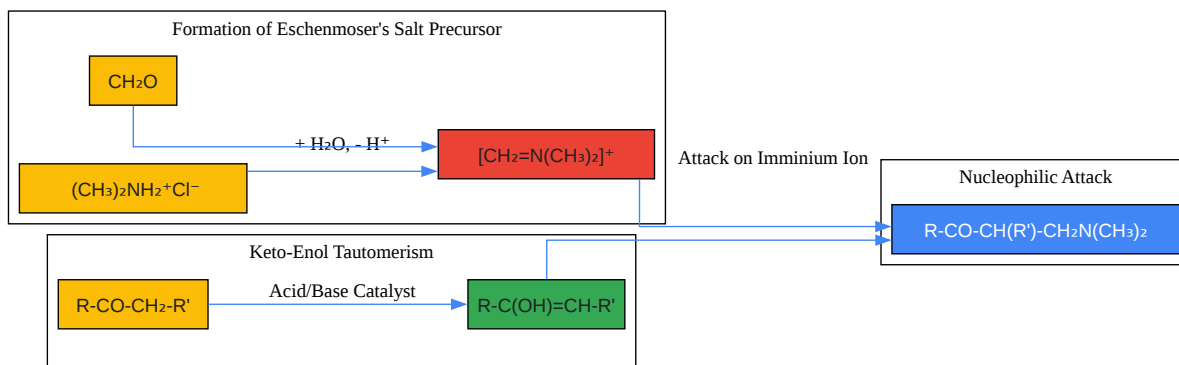 Formation of Eschenmoser's Salt Precursor
CH₂O
+ H₂O, - H⁺
[CH₂=N(CH₃)₂]⁺
(CH₃)₂NH₂⁺Cl⁻
Attack on Imminium Ion
Nucleophilic Attack
R-CO-CH(R')-CH₂N(CH₃)₂
Keto-Enol Tautomerism
R-CO-CH₂-R'
Acid/Base Catalyst
R-C(OH)=CH-R'